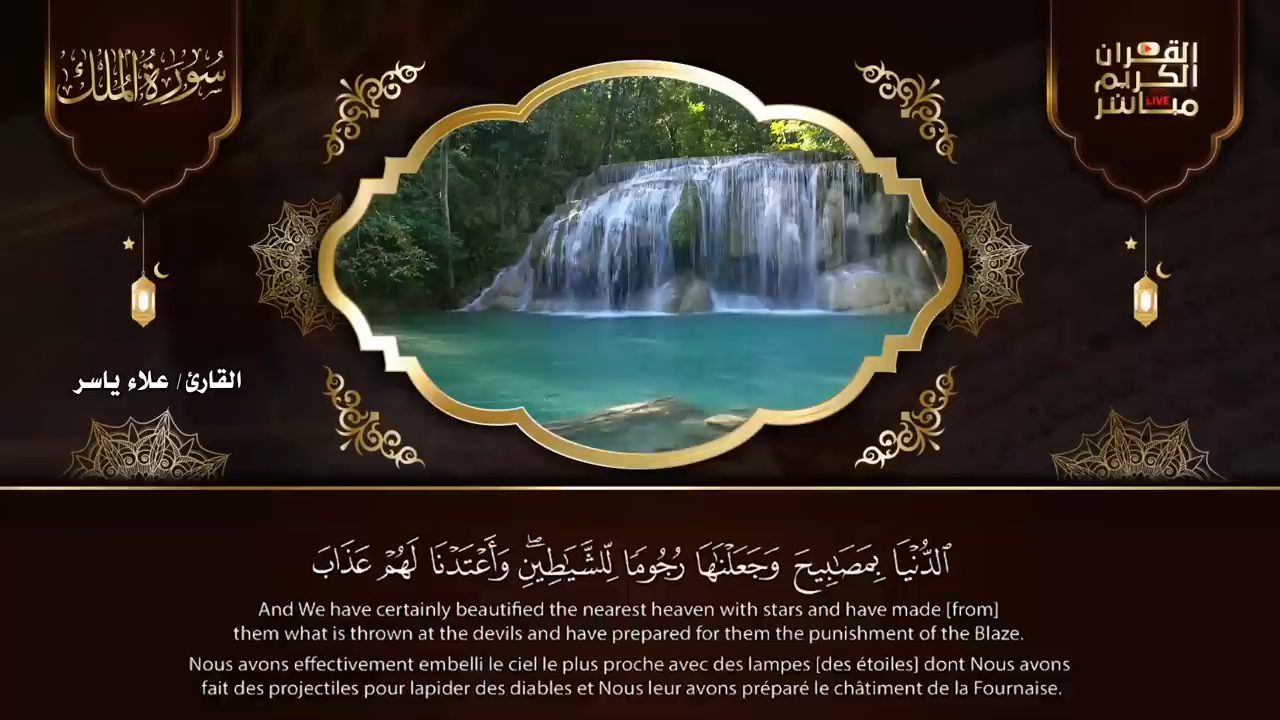 سُورَةُ الْمُلْك
القرآن
الكريم
مباشر
LIVE
القارئ/ علاء ياسر
ٱلدُّنْيَا بِمَصَٰبِيحَ وَجَعَلْنَٰهَا رُجُومًا لِّلشَّيَٰطِينِۖ وَأَعْتَدْنَا لَهُمْ عَذَابَ
And We have certainly beautified the nearest heaven with stars and have made [from]
them what is thrown at the devils and have prepared for them the punishment of the Blaze.
Nous avons effectivement embelli le ciel le plus proche avec des lampes [des étoiles] dont Nous avons
fait des projectiles pour lapider des diables et Nous leur avons préparé le châtiment de la Fournaise.